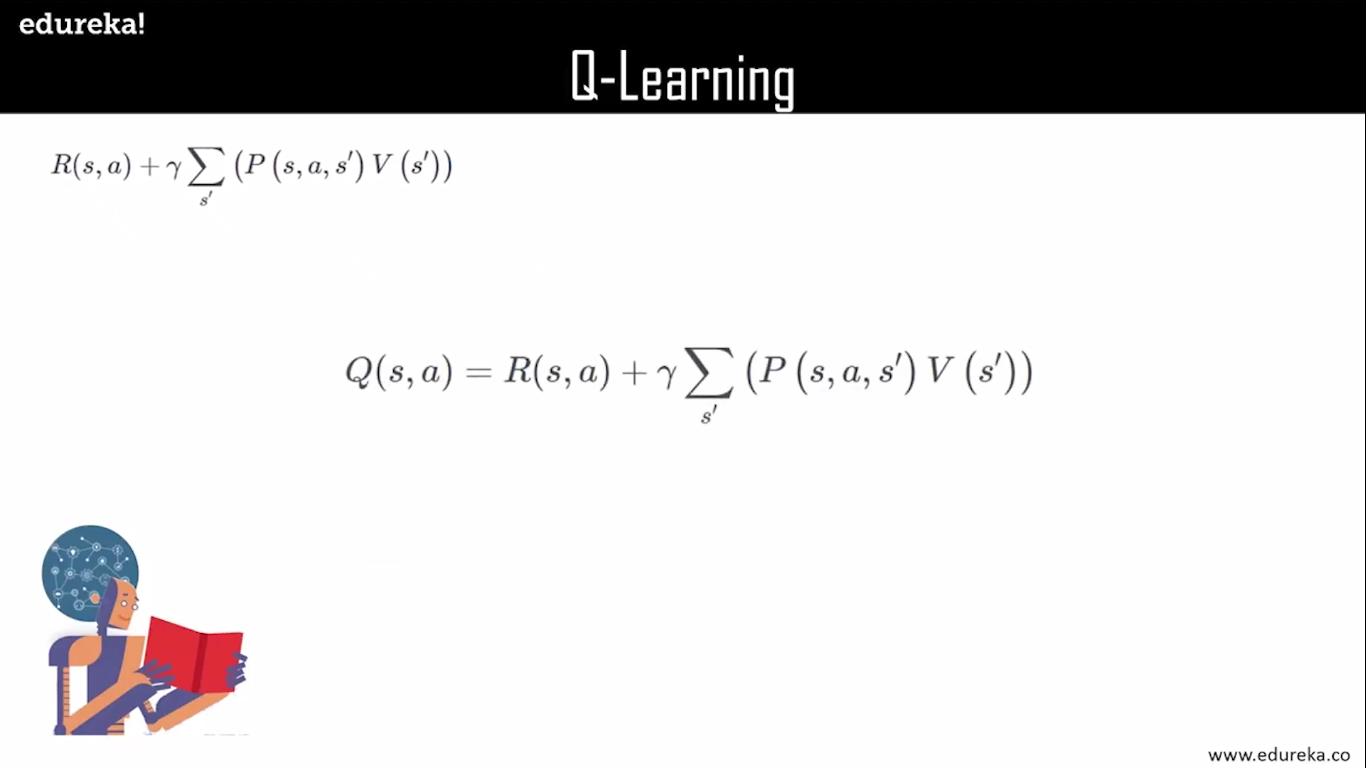 edureka!
Q-Learning
R(s, a) + γ ∑ (P (s, a, s′) V (s′))
s′
Q(s, a) = R(s, a) + γ ∑ (P (s, a, s′) V (s′))
s′
www.edureka.co